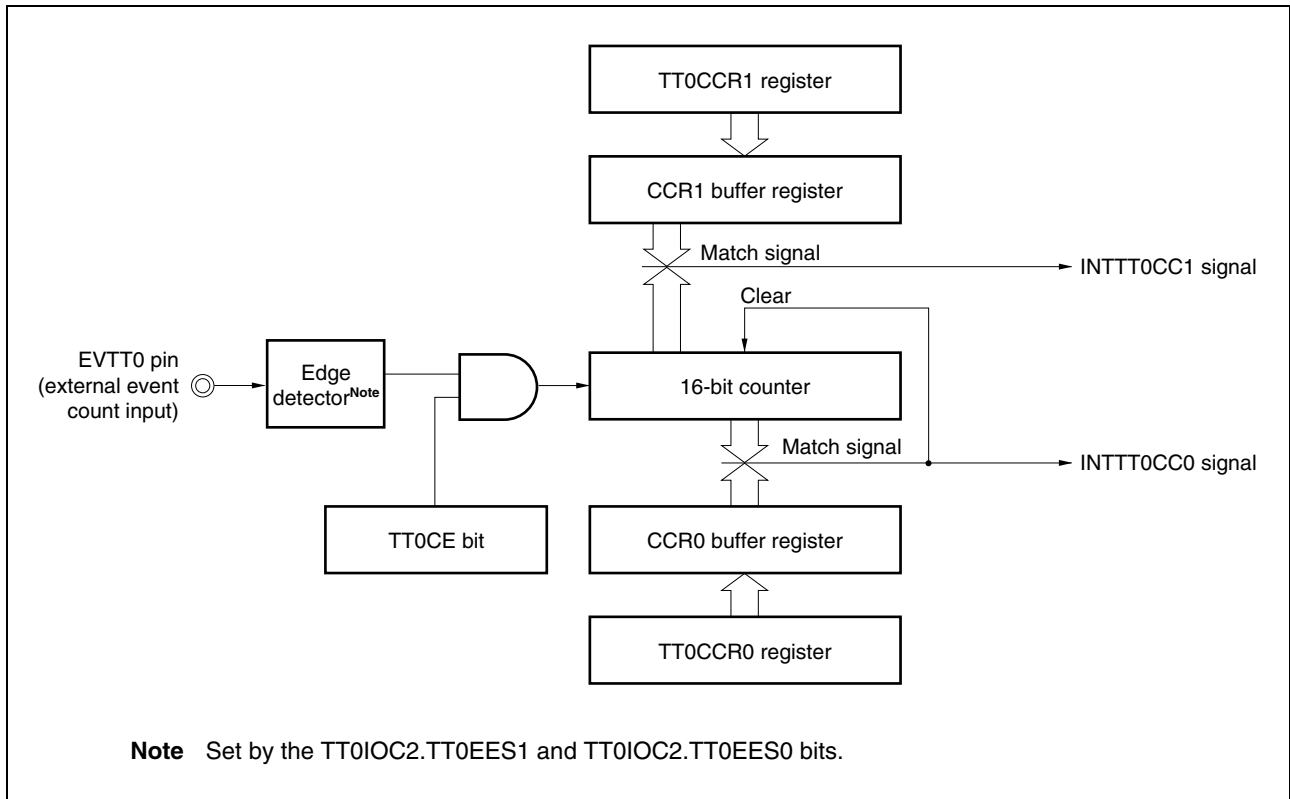 TT0CCR1 register
CCR1 buffer register
Match signal
INTTT0CC1 signal
Clear
EVTT0 pin
(external event
count input)
Edge
detectorNote
16-bit counter
Match signal
INTTT0CC0 signal
TT0CE bit
CCR0 buffer register
TT0CCR0 register
Note Set by the TT0IOC2.TT0EES1 and TT0IOC2.TT0EES0 bits.